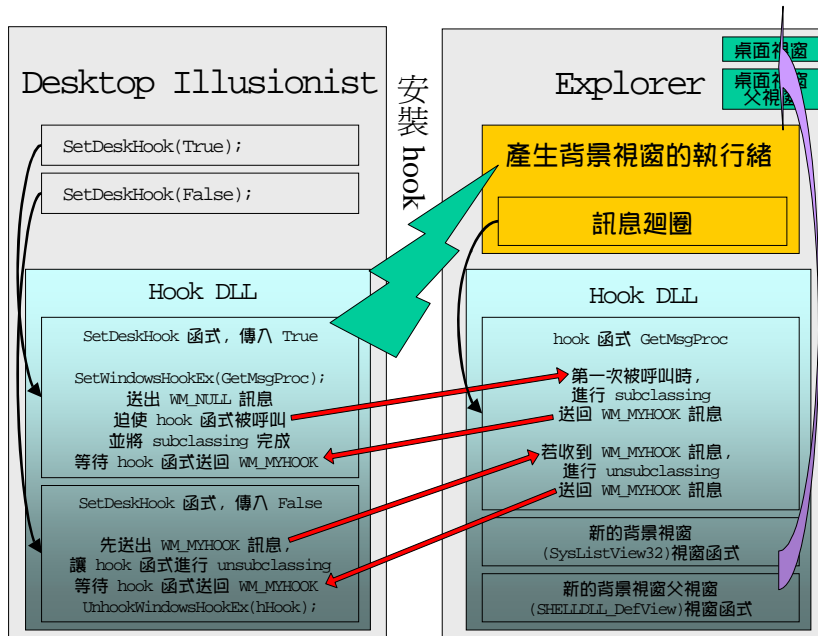 Desktop Illusionist
SetDeskHook(True);
SetDeskHook(False);
Hook DLL
SetDeskHook 函式, 傳入 True
SetWindowsHookEx(GetMsgProc);
送出 WM_NULL 訊息
迫使 hook 函式被呼叫
並將 subclassing 完成
等待 hook 函式送回 WM_MYHOOK
SetDeskHook 函式, 傳入 False
先送出 WM_MYHOOK 訊息,
讓 hook 函式進行 unsubclassing
等待 hook 函式送回 WM_MYHOOK
UnhookWindowsHookEx(hHook);
安裝 hook
Explorer
桌面視窗
桌面視窗
父視窗
產生背景視窗的執行緒
訊息迴圈
Hook DLL
hook 函式 GetMsgProc
第一次被呼叫時,
進行 subclassing
送回 WM_MYHOOK 訊息
若收到 WM_MYHOOK 訊息,
進行 unsubclassing
送回 WM_MYHOOK 訊息
新的背景視窗
(SysListView32)視窗函式
新的背景視窗父視窗
(SHELLDLL_DefView)視窗函式